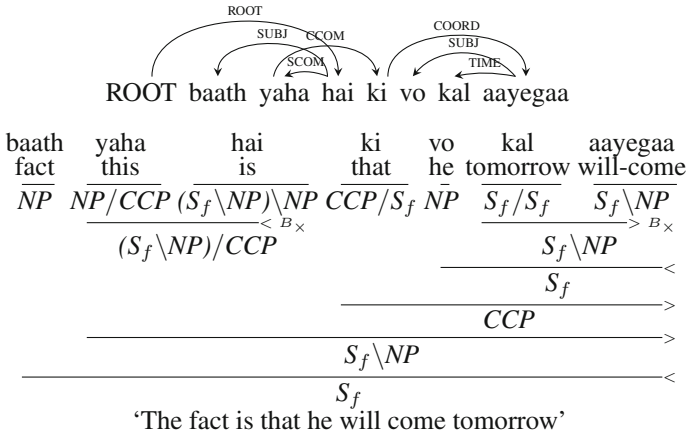 ROOT
SUBJ CCOM COORD
SCOM SUBJ TIME
ROOT baath yaha hai ki vo kal aayegaa
baath yaha hai ki vo kal aayegaa
fact this is that he tomorrow will-come
NP NP/CCP (S_f\NP)\NP CCP/S_f NP S_f/S_f S_f\NP
< B× > B×
(S_f\NP)/CCP S_f\NP
<
S_f
>
CCP
>
S_f\NP
<
S_f
‘The fact is that he will come tomorrow’